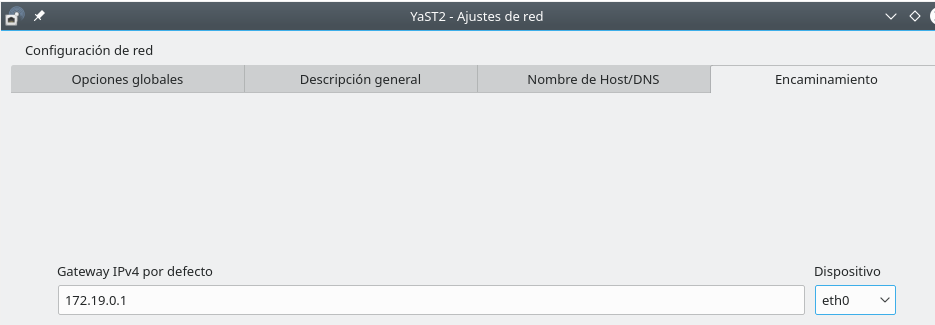 YaST2 - Ajustes de red
Configuración de red
Opciones globales Descripción general Nombre de Host/DNS Encaminamiento
Gateway IPv4 por defecto Dispositivo
172.19.0.1 eth0